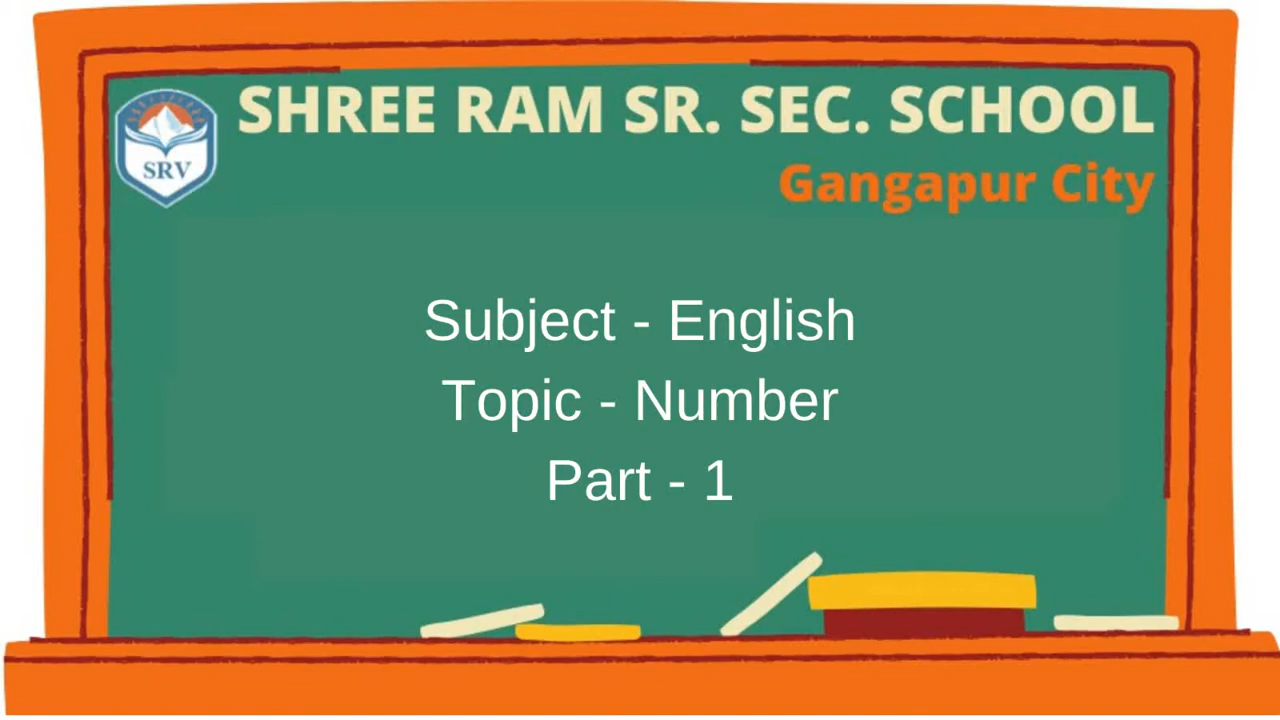 SHREE RAM SR. SEC. SCHOOL
Gangapur City
SRV
Subject - English
Topic - Number
Part - 1